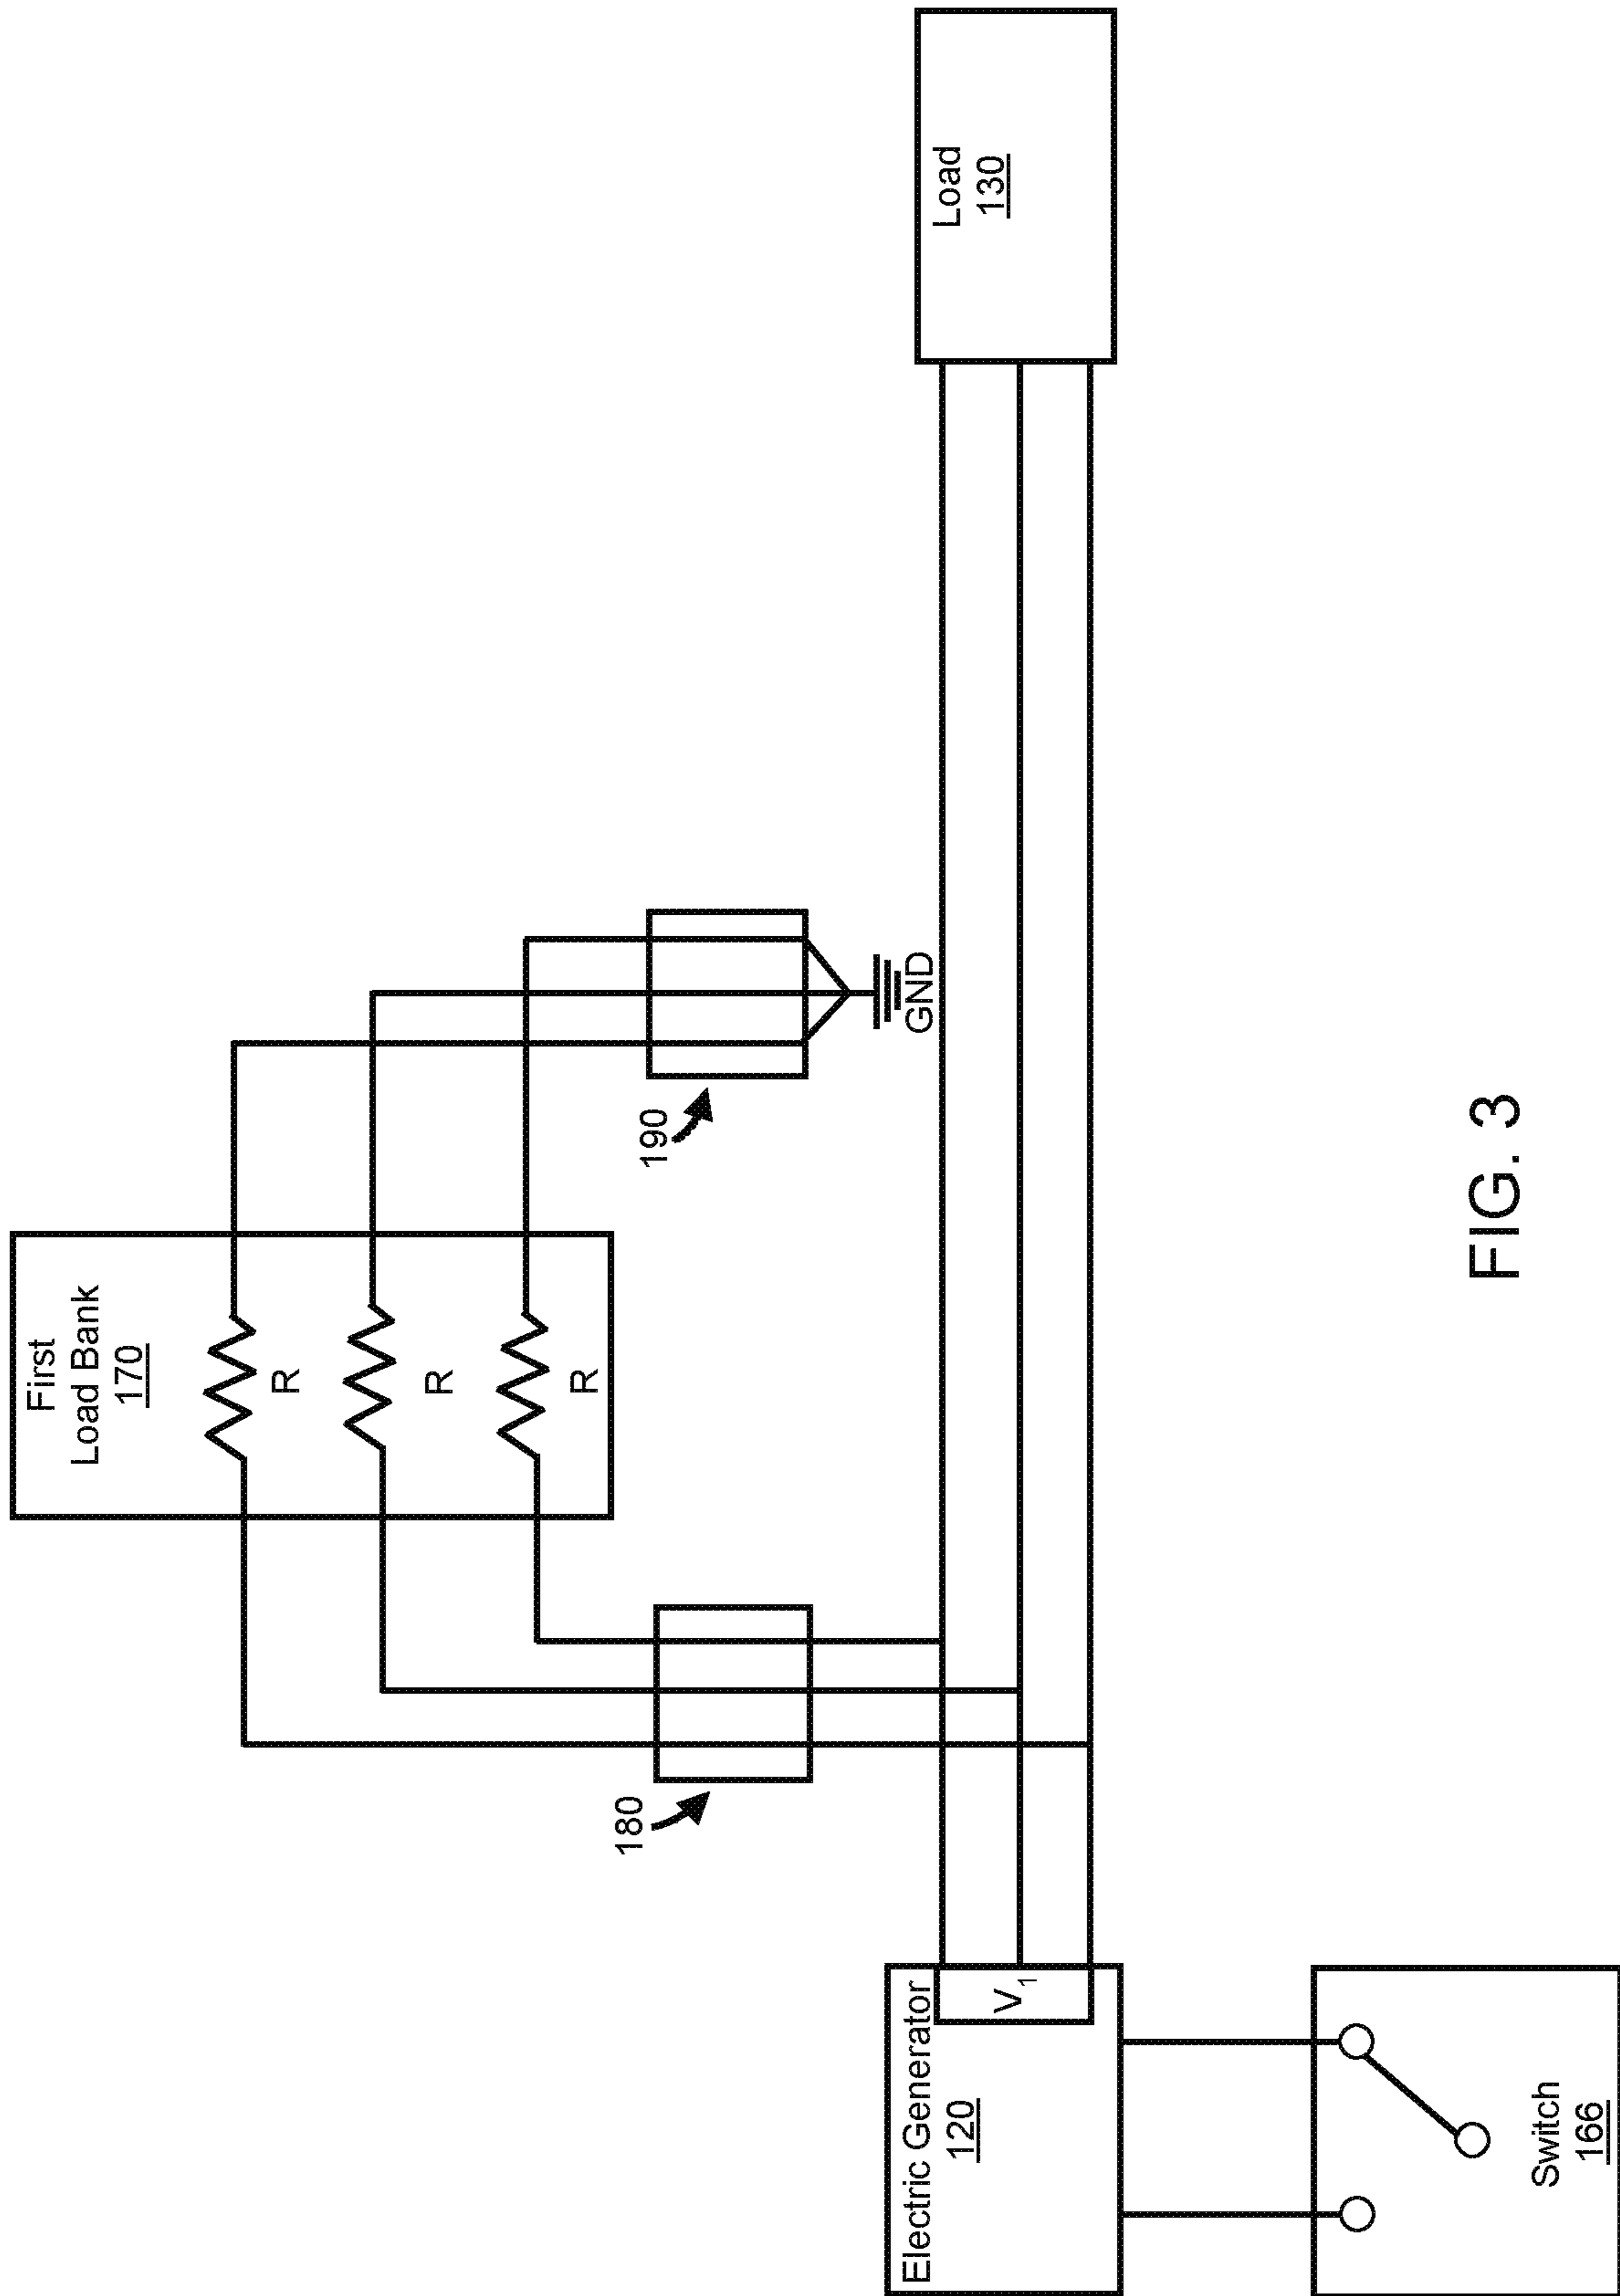 First
Load Bank
170
R
R
R
180
190
GND
Electric Generator
120
V1
Load
130
Switch
166
FIG. 3